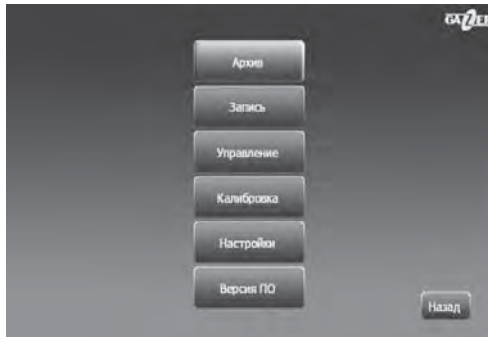 GAZER
Архив
Запись
Управление
Калибровка
Настройки
Версия ПО
Назад